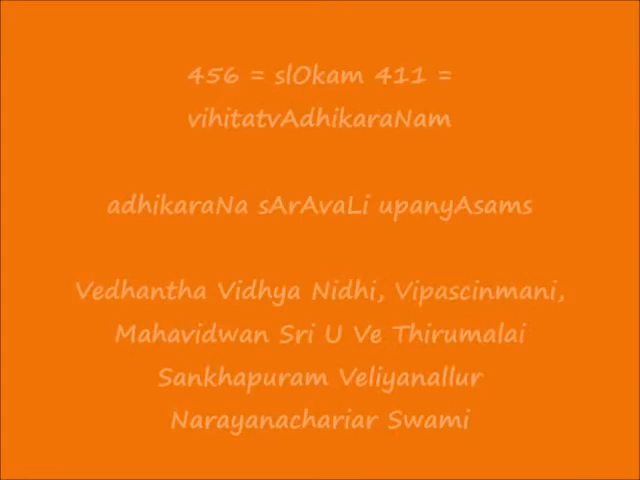 456 = slOkam 411 =
vihitatvAdhikaraNam
adhikaraNa sArAvaLi upanyAsams
Vedhantha Vidhya Nidhi, Vipascinmani,
Mahavidwan Sri U Ve Thirumalai
Sankhapuram Veliyanallur
Narayanachariar Swami